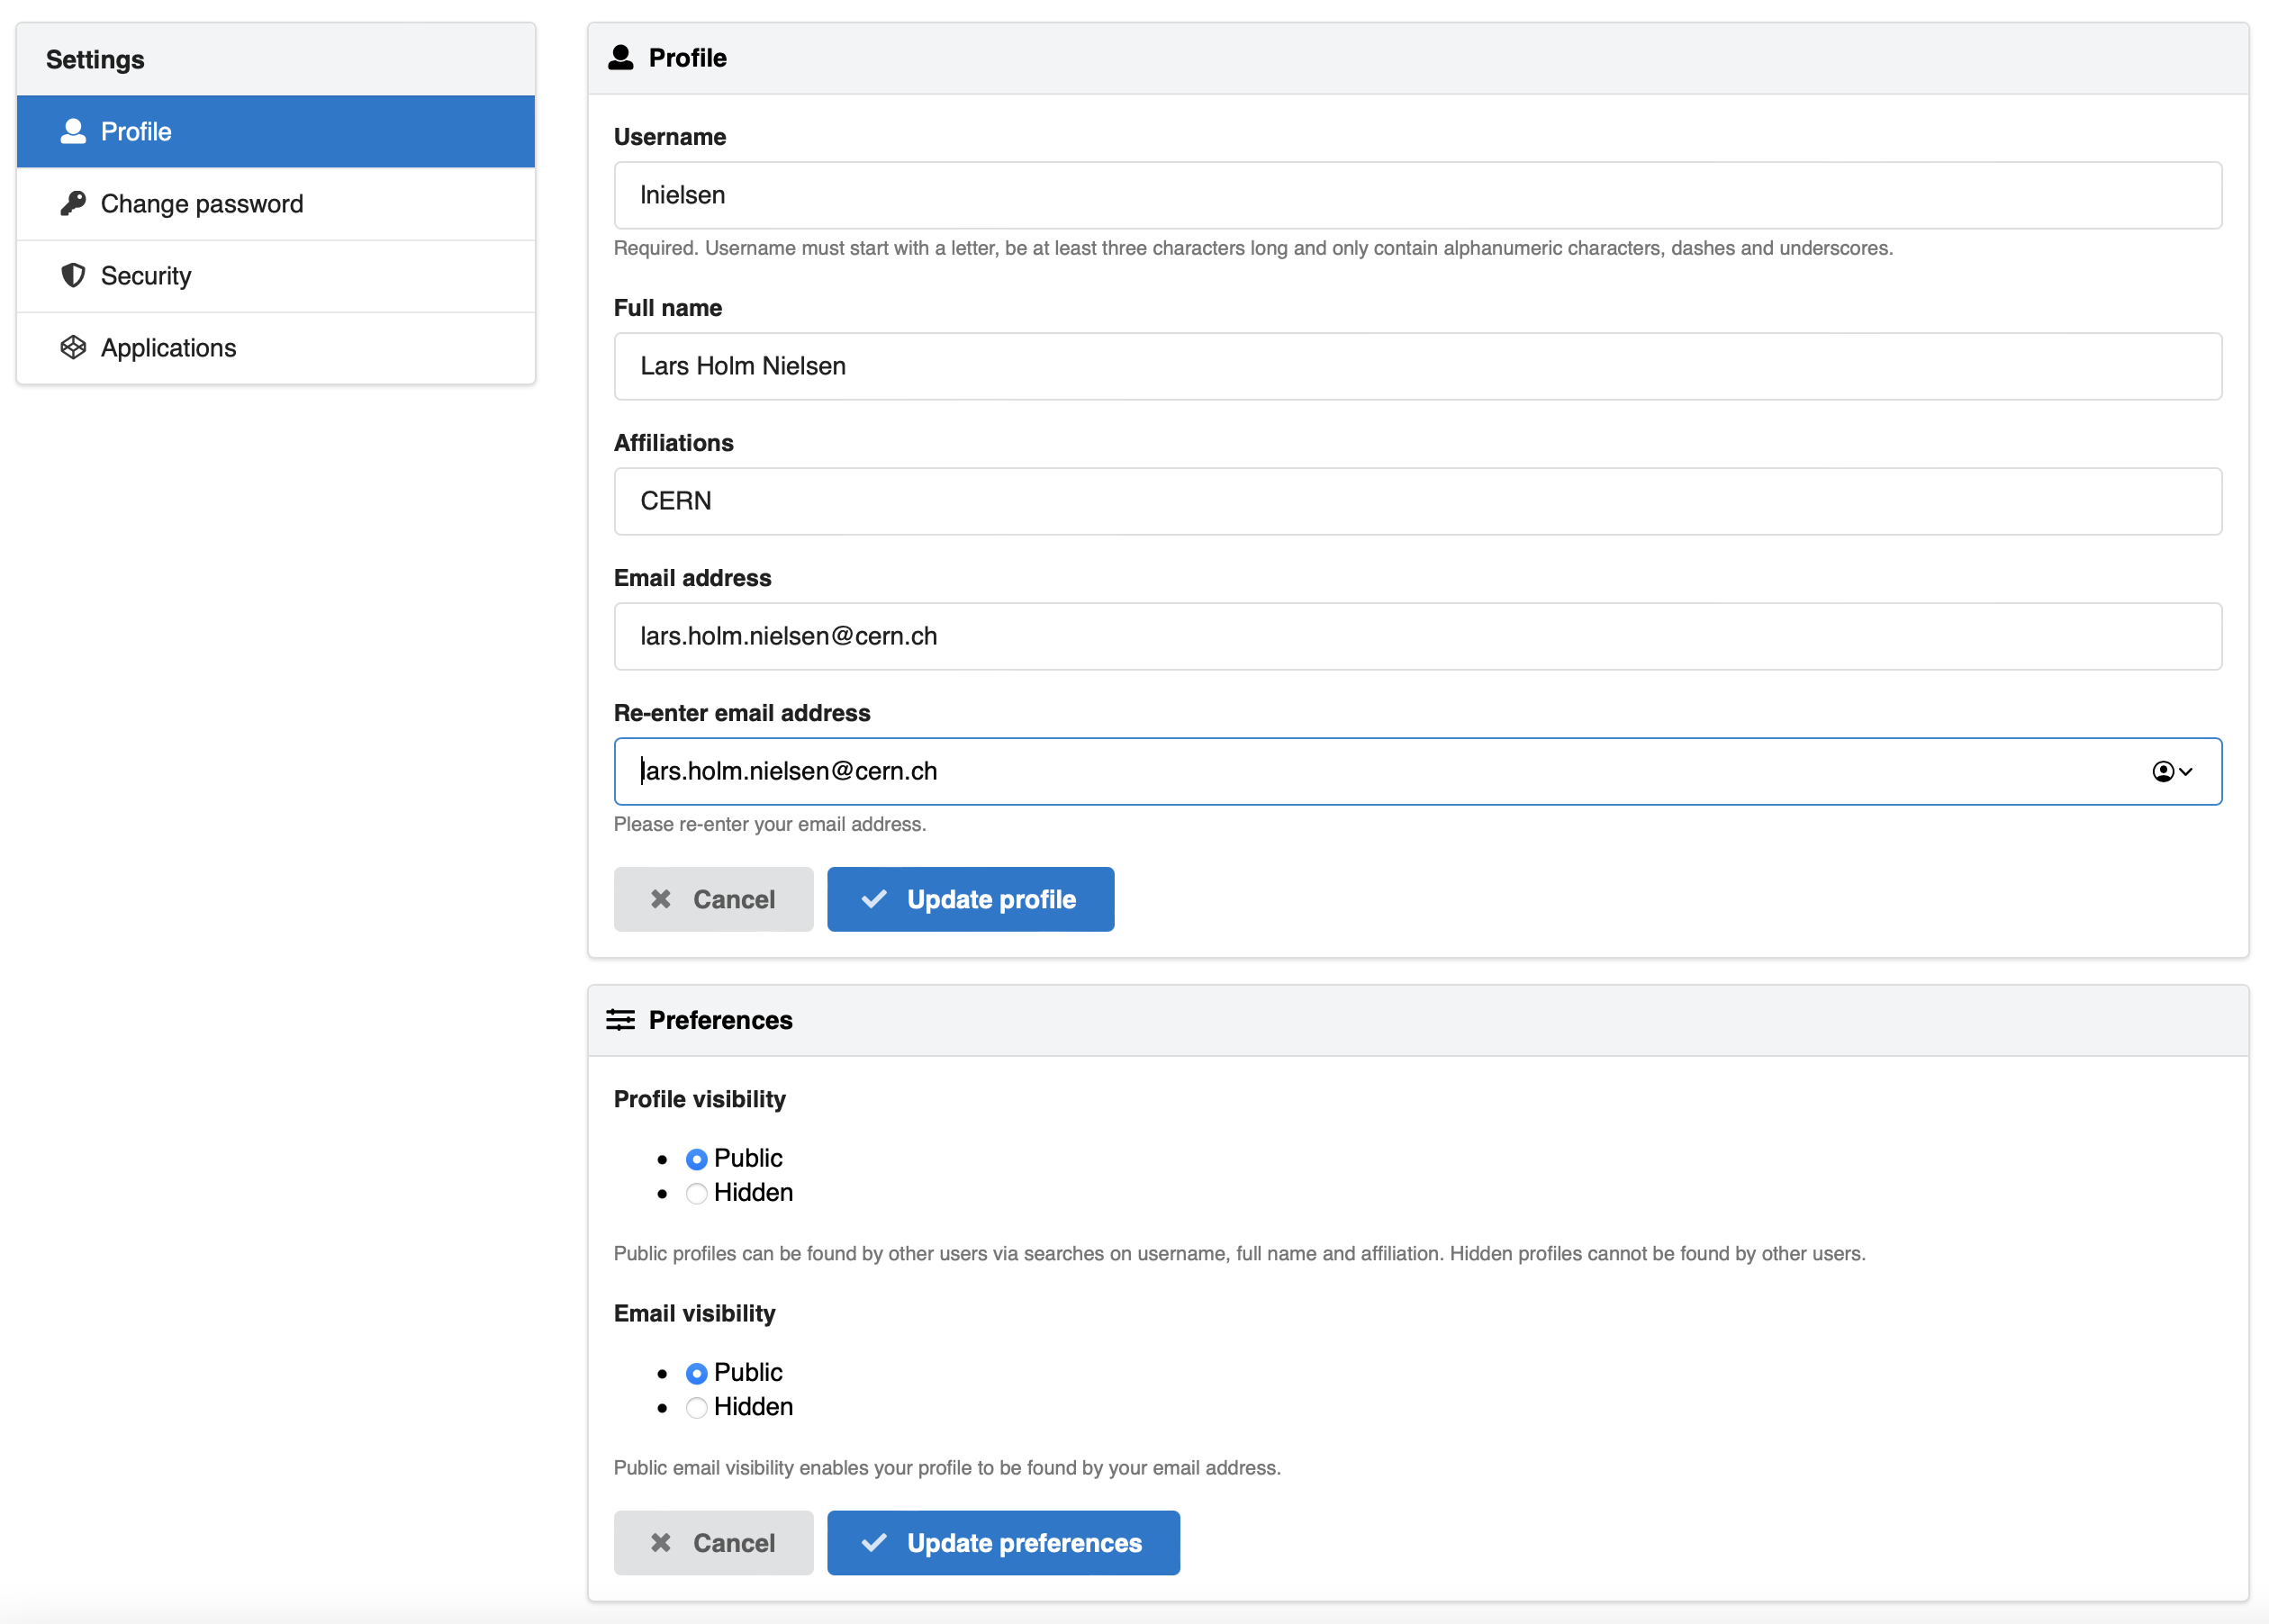 Settings
Profile
Change password
Security
Applications
Profile
Username
lnielsen
Required. Username must start with a letter, be at least three characters long and only contain alphanumeric characters, dashes and underscores.
Full name
Lars Holm Nielsen
Affiliations
CERN
Email address
lars.holm.nielsen@cern.ch
Re-enter email address
lars.holm.nielsen@cern.ch
Please re-enter your email address.
Cancel
Update profile
Preferences
Profile visibility
Public
Hidden
Public profiles can be found by other users via searches on username, full name and affiliation. Hidden profiles cannot be found by other users.
Email visibility
Public
Hidden
Public email visibility enables your profile to be found by your email address.
Cancel
Update preferences